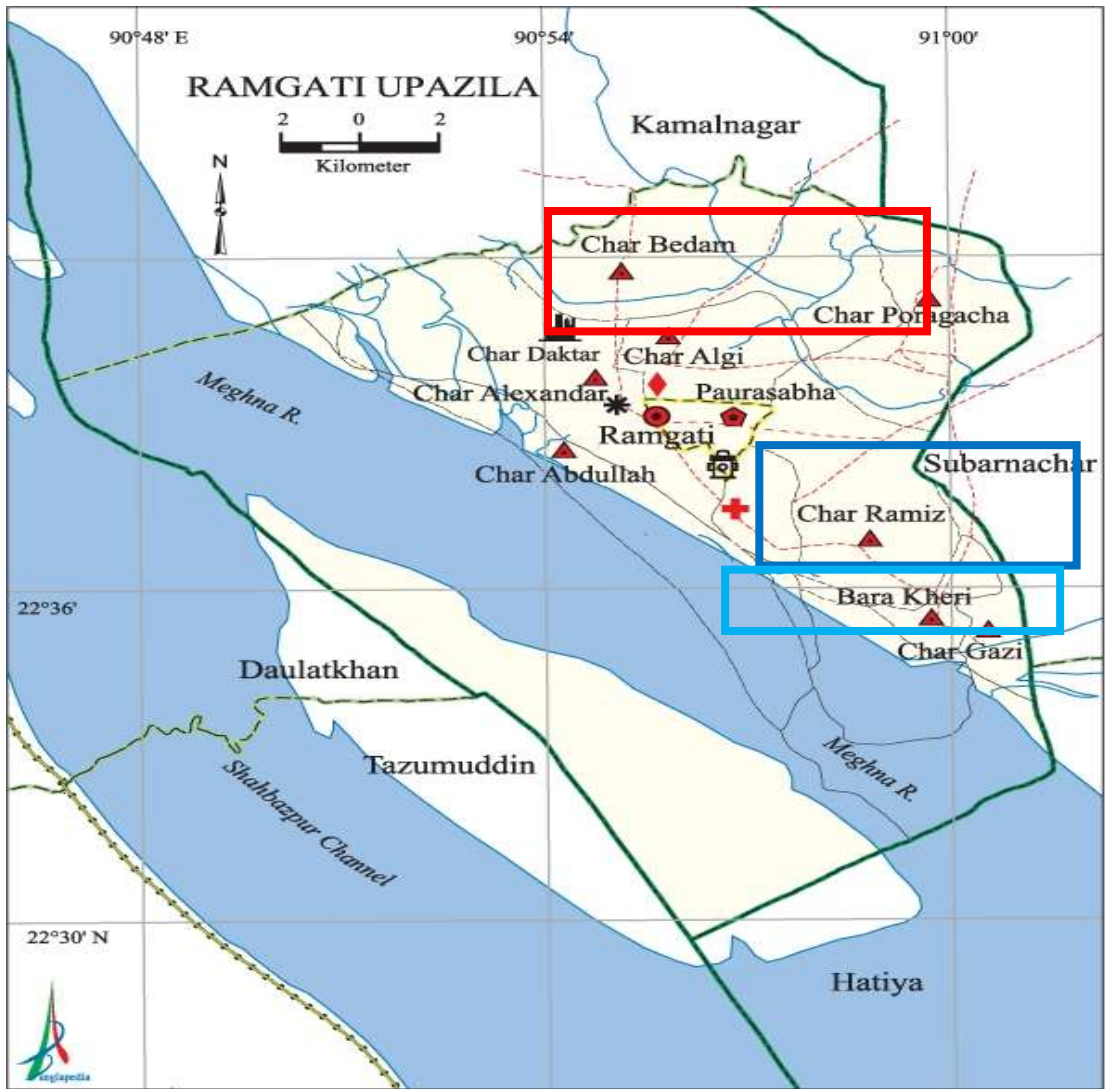 90°48' E
90°54'
91°00'
RAMGATI UPAZILA
2 0 2
Kilometer
N
Kamalnagar
Char Bedam
Char Poragacha
Char Daktar
Char Algi
Char Alexandar
Paurasabha
Meghna R.
Ramgati
Char Abdullah
Subarnachar
Char Ramiz
22°36'
Bara Kheri
Char Gazi
Daulatkhan
Tazumuddin
Meghna R.
Shahbazpur Channel
22°30' N
Hatiya
anglapedia